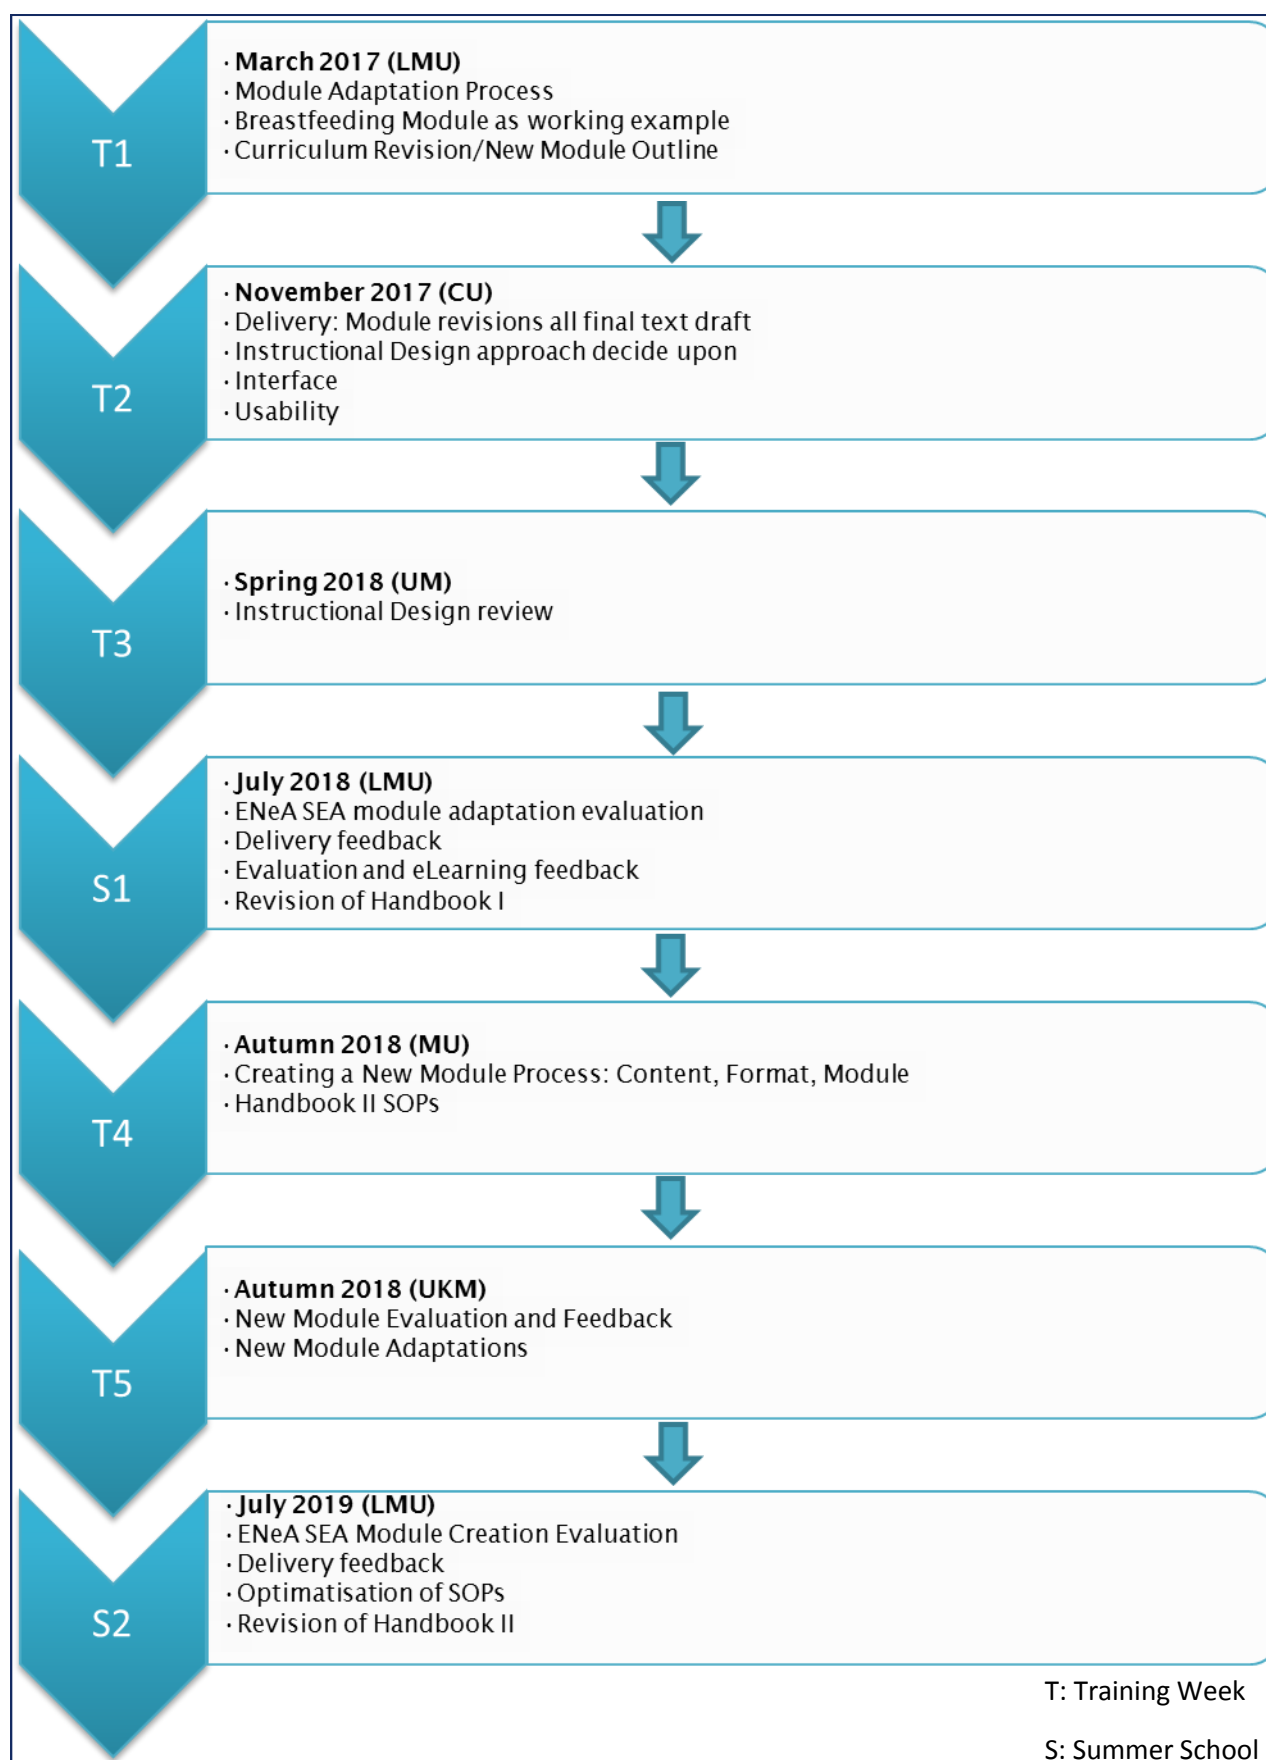 T1
· March 2017 (LMU)
· Module Adaptation Process
· Breastfeeding Module as working example
· Curriculum Revision/New Module Outline
T2
· November 2017 (CU)
· Delivery: Module revisions all final text draft
· Instructional Design approach decide upon
· Interface
· Usability
T3
· Spring 2018 (UM)
· Instructional Design review
S1
· July 2018 (LMU)
· ENeA SEA module adaptation evaluation
· Delivery feedback
· Evaluation and eLearning feedback
· Revision of Handbook I
T4
· Autumn 2018 (MU)
· Creating a New Module Process: Content, Format, Module
· Handbook II SOPs
T5
· Autumn 2018 (UKM)
· New Module Evaluation and Feedback
· New Module Adaptations
S2
· July 2019 (LMU)
· ENeA SEA Module Creation Evaluation
· Delivery feedback
· Optimatisation of SOPs
· Revision of Handbook II
T: Training Week
S: Summer School